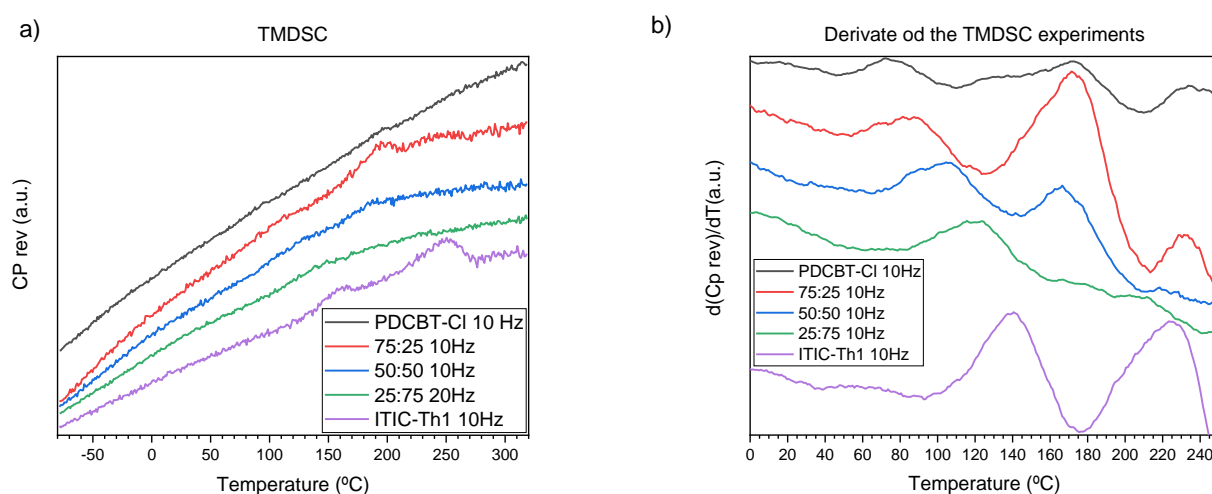 a)
TMDSC
CP rev (a.u.)
PDCBT-Cl 10 Hz
75:25 10Hz
50:50 10Hz
25:75 20Hz
ITIC-Th1 10Hz
-50 0 50 100 150 200 250 300
Temperature (ºC)
b)
Derivate od the TMDSC experiments
d(Cp rev)/dT(a.u.)
PDCBT-Cl 10Hz
75:25 10Hz
50:50 10Hz
25:75 10Hz
ITIC-Th1 10Hz
0 20 40 60 80 100 120 140 160 180 200 220 240
Temperature (ºC)